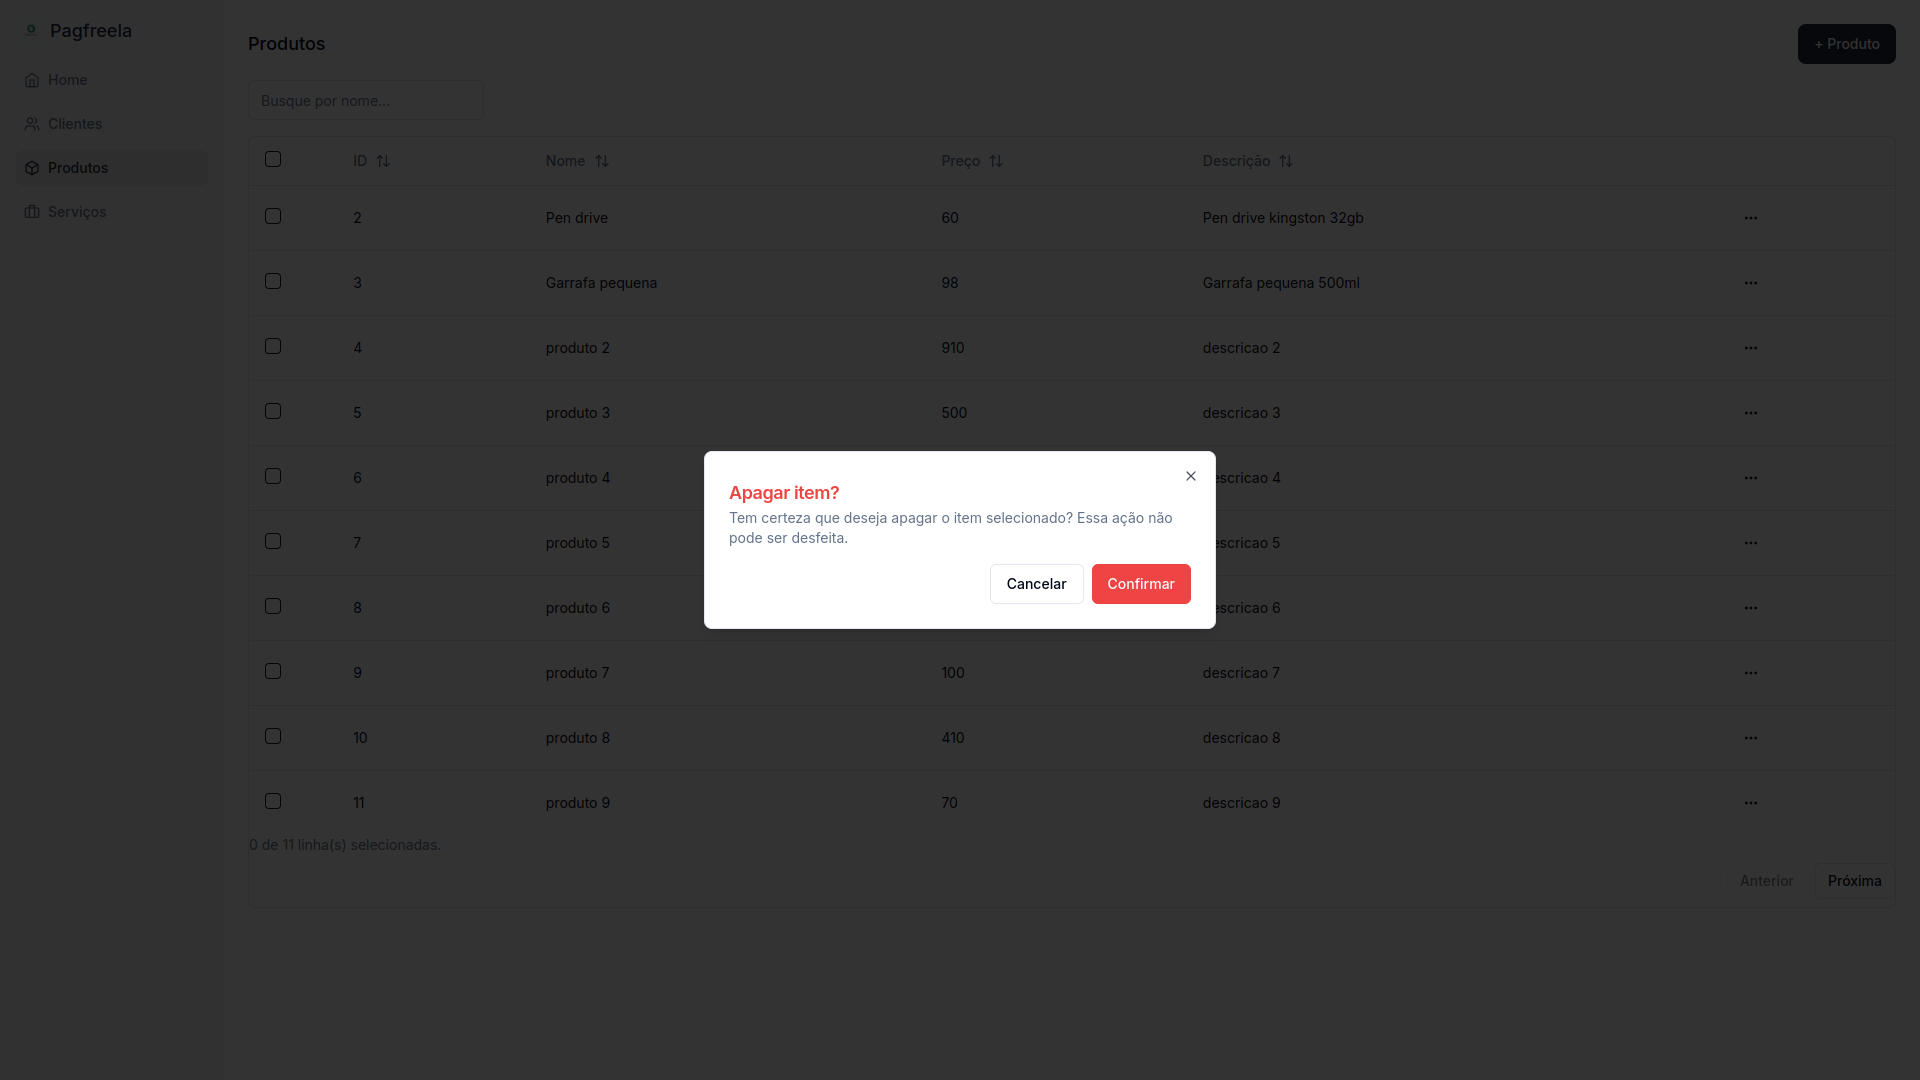 Pagfreela
Home
Clientes
Produtos
Serviços
Produtos
+ Produto
Busque por nome...
ID Nome Preço Descrição
2 Pen drive 60 Pen drive kingston 32gb ...
3 Garrafa pequena 98 Garrafa pequena 500ml ...
4 produto 2 910 descricao 2 ...
5 produto 3 500 descricao 3 ...
6 produto 4 escricao 4 ...
7 produto 5 escricao 5 ...
8 produto 6 escricao 6 ...
9 produto 7 100 descricao 7 ...
10 produto 8 410 descricao 8 ...
11 produto 9 70 descricao 9 ...
0 de 11 linha(s) selecionadas.
Anterior Próxima
Apagar item?
Tem certeza que deseja apagar o item selecionado? Essa ação não
pode ser desfeita.
Cancelar Confirmar